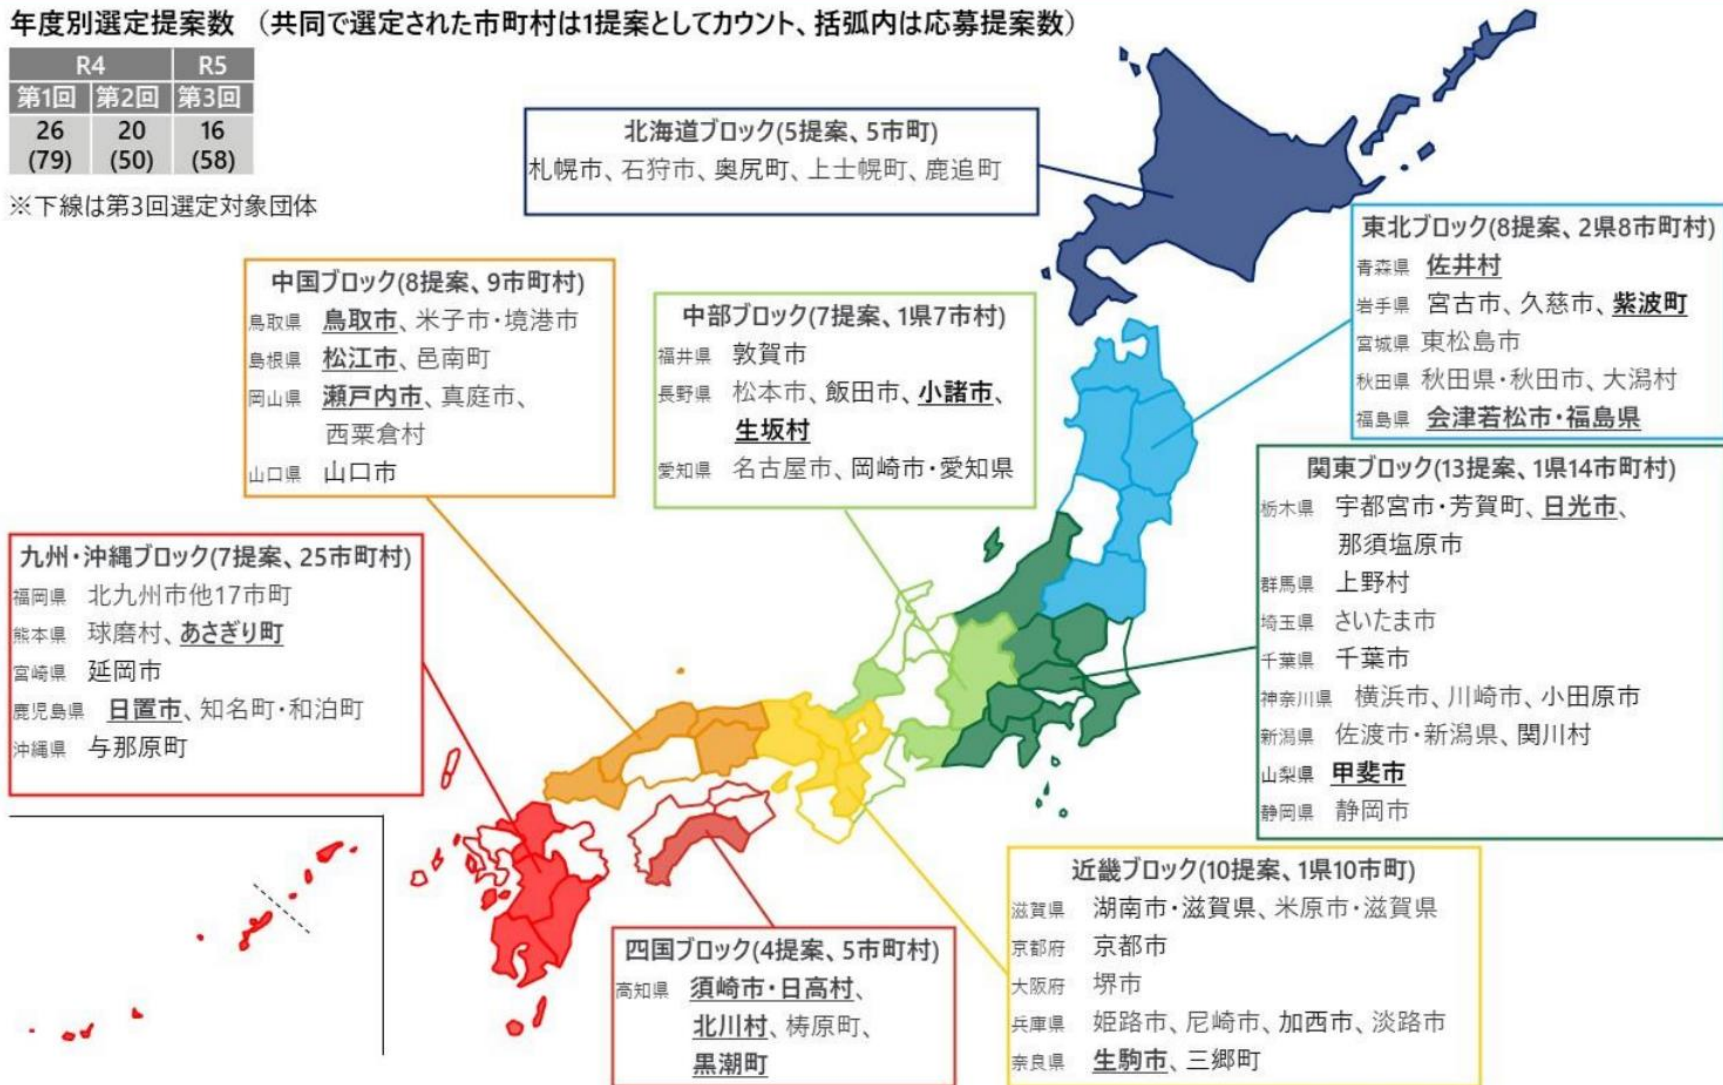 年度別選定提案数 (共同で選定された市町村は1提案としてカウント、括弧内は応募提案数)
R4 R5
第1回 第2回 第3回
26 20 16
(79) (50) (58)
※下線は第3回選定対象団体
北海道ブロック(5提案、5市町)
札幌市、石狩市、奥尻町、上士幌町、鹿追町
東北ブロック(8提案、2県8市町村)
青森県 佐井村
岩手県 宮古市、久慈市、紫波町
宮城県 東松島市
秋田県 秋田県・秋田市、大潟村
福島県 会津若松市・福島県
中国ブロック(8提案、9市町村)
鳥取県 鳥取市、米子市・境港市
島根県 松江市、邑南町
岡山県 瀬戸内市、真庭市、
西粟倉村
山口県 山口市
中部ブロック(7提案、1県7市村)
福井県 敦賀市
長野県 松本市、飯田市、小諸市、
生坂村
愛知県 名古屋市、岡崎市・愛知県
関東ブロック(13提案、1県14市町村)
栃木県 宇都宮市・芳賀町、日光市、
那須塩原市
群馬県 上野村
埼玉県 さいたま市
千葉県 千葉市
神奈川県 横浜市、川崎市、小田原市
新潟県 佐渡市・新潟県、関川村
山梨県 甲斐市
静岡県 静岡市
九州・沖縄ブロック(7提案、25市町村)
福岡県 北九州市他17市町
熊本県 球磨村、あさぎり町
宮崎県 延岡市
鹿児島県 日置市、知名町・和泊町
沖縄県 与那原町
近畿ブロック(10提案、1県10市町)
滋賀県 湖南市・滋賀県、米原市・滋賀県
京都府 京都市
大阪府 堺市
兵庫県 姫路市、尼崎市、加西市、淡路市
奈良県 生駒市、三郷町
四国ブロック(4提案、5市町村)
高知県 須崎市・日高村、
北川村、梼原町、
黒潮町